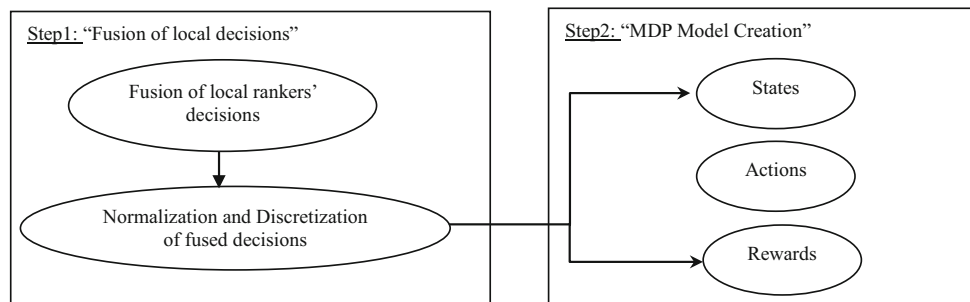 Step1: “Fusion of local decisions”
Fusion of local rankers’
decisions
Normalization and Discretization
of fused decisions
Step2: “MDP Model Creation”
States
Actions
Rewards